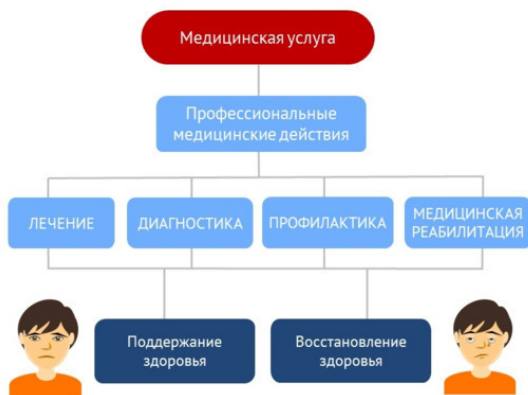 Медицинская услуга
Профессиональные
медицинские действия
ЛЕЧЕНИЕ
ДИАГНОСТИКА
ПРОФИЛАКТИКА
МЕДИЦИНСКАЯ
РЕАБИЛИТАЦИЯ
Поддержание
здоровья
Восстановление
здоровья